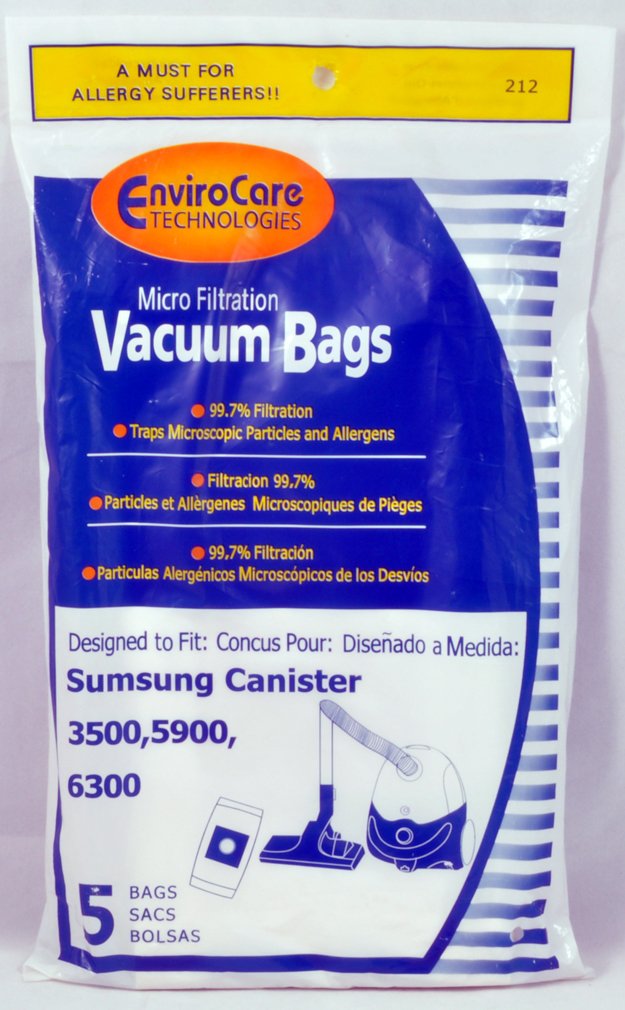 A MUST FOR
ALLERGY SUFFERERS!!
212
EnviroCare
TECHNOLOGIES
Micro Filtration
Vacuum Bags
99.7% Filtration
Traps Microscopic Particles and Allergens
Filtracion 99,7%
Particles et Allèrgenes Microscopiques de Pièges
99,7% Filtración
Particulas Alergénicos Microscópicos de los Desvíos
Designed to Fit: Concus Pour: Diseñado a Medida:
Sumsung Canister
3500,5900,
6300
5
BAGS
SACS
BOLSAS